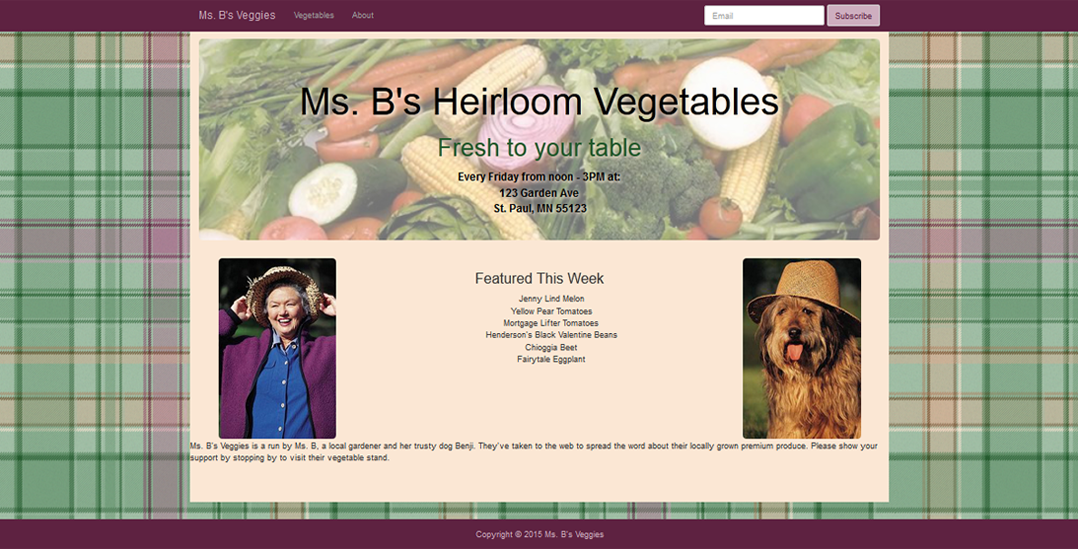 Ms. B's Veggies Vegetables About Email Subscribe
Ms. B's Heirloom Vegetables
Fresh to your table
Every Friday from noon - 3PM at:
123 Garden Ave
St. Paul, MN 55123
Featured This Week
Jenny Lind Melon
Yellow Pear Tomatoes
Mortgage Lifter Tomatoes
Henderson's Black Valentine Beans
Chioggia Beet
Fairytale Eggplant
Ms. B's Veggies is a run by Ms. B, a local gardener and her trusty dog Benji. They've taken to the web to spread the word about their locally grown premium produce. Please show your
support by stopping by to visit their vegetable stand.
Copyright © 2015 Ms. B's Veggies